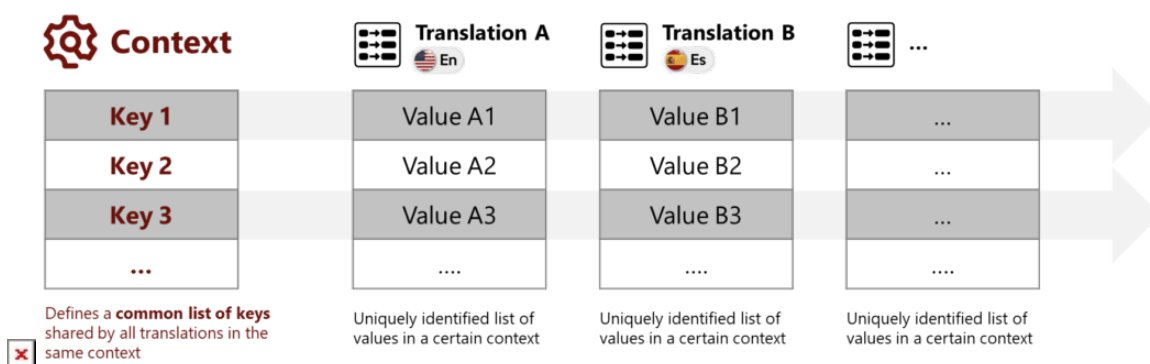 Context
Translation A
En
Translation B
Es
...
Key 1
Value A1
Value B1
...
Key 2
Value A2
Value B2
...
Key 3
Value A3
Value B3
...
...
....
....
....
Defines a common list of keys
shared by all translations in the
same context
Uniquely identified list of
values in a certain context
Uniquely identified list of
values in a certain context
Uniquely identified list of
values in a certain context